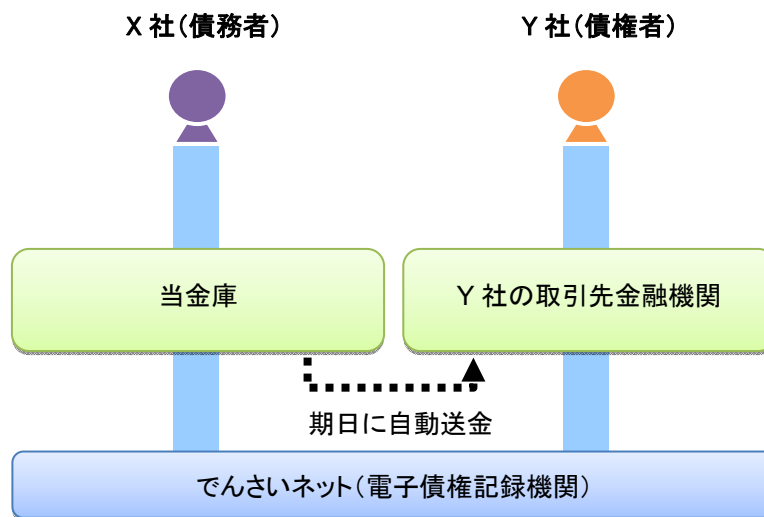 X 社（債務者）
Y 社（債権者）
当金庫
Y 社の取引先金融機関
期日に自動送金
でんさいネット（電子債権記録機関）